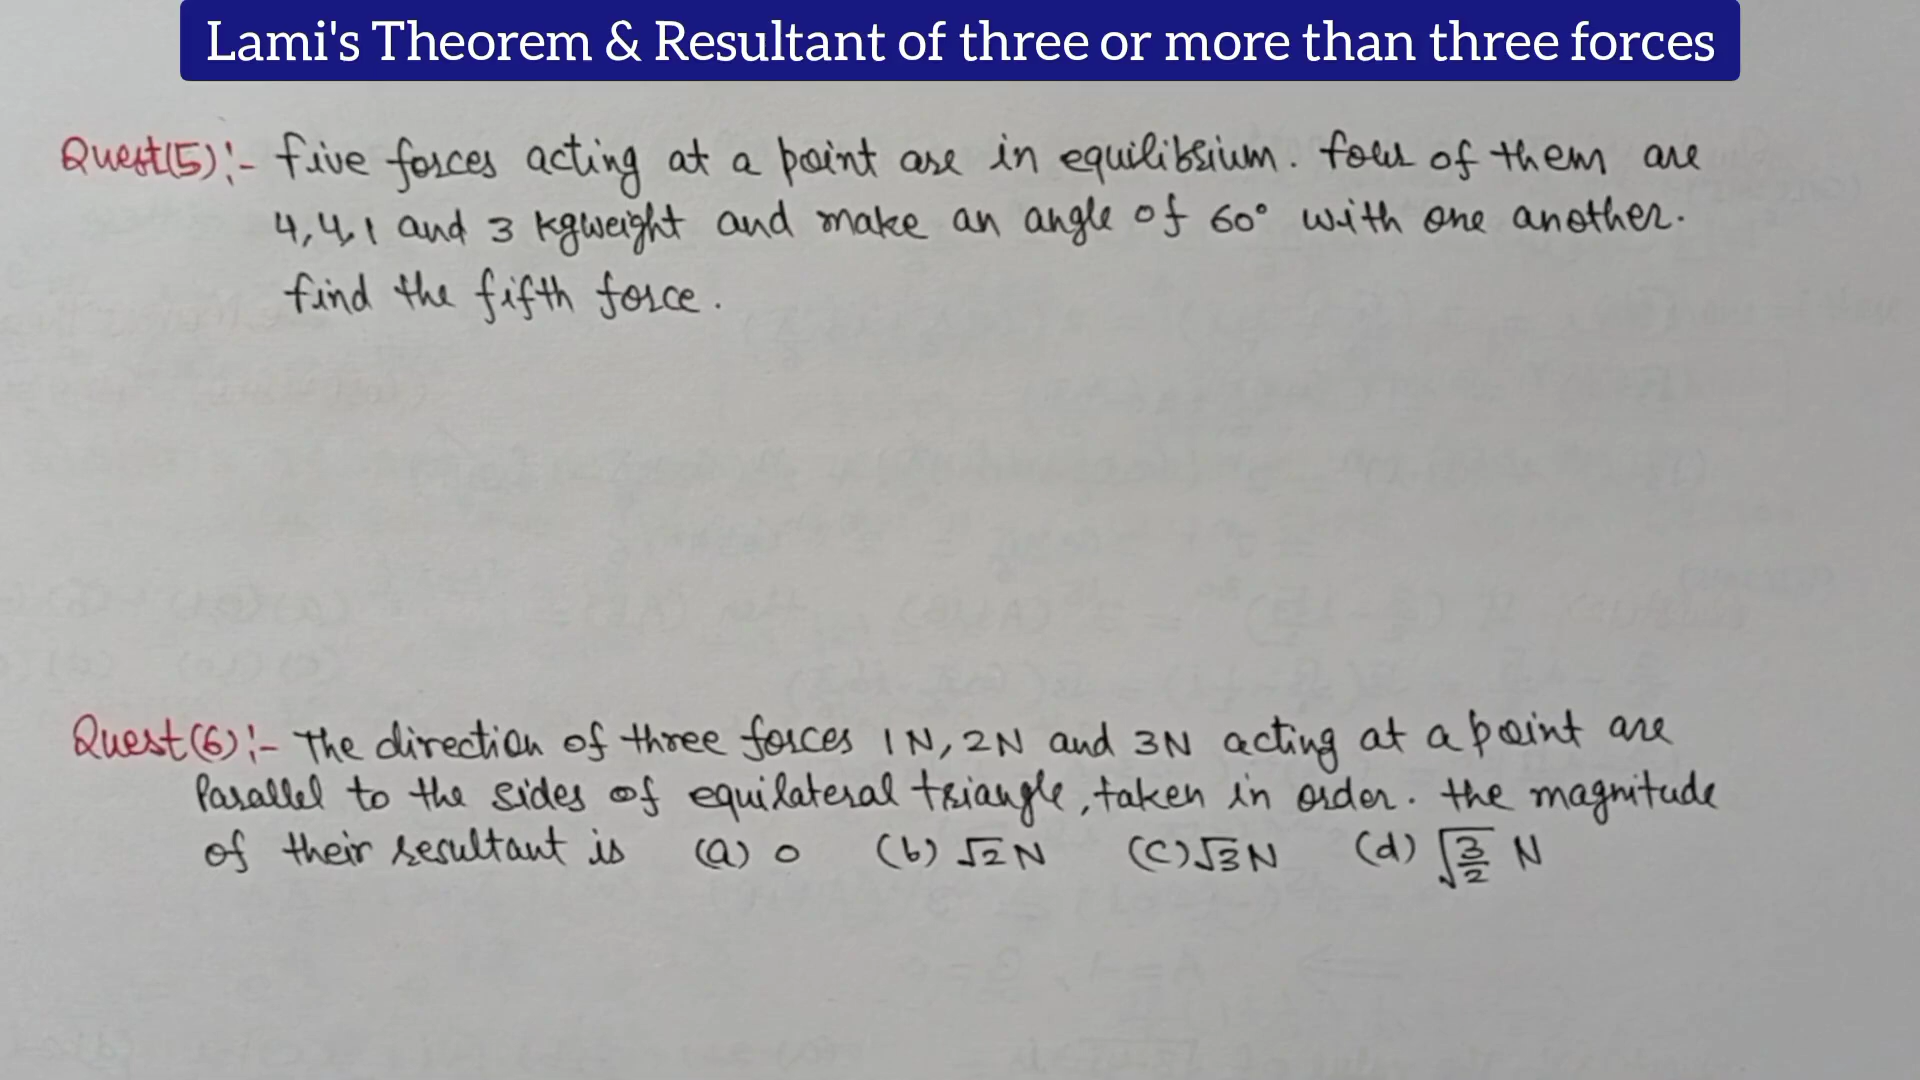 Lami's Theorem & Resultant of three or more than three forces
Quest(5):- five forces acting at a point are in equilibrium. four of them are
4,4,1 and 3 kgweight and make an angle of 60° with one another.
find the fifth force.
Quest(6):- The direction of three forces 1N, 2N and 3N acting at a point are
Parallel to the sides of equilateral triangle, taken in order. the magnitude
of their resultant is (a) 0 (b) √2 N (c) √3 N (d) √3/2 N